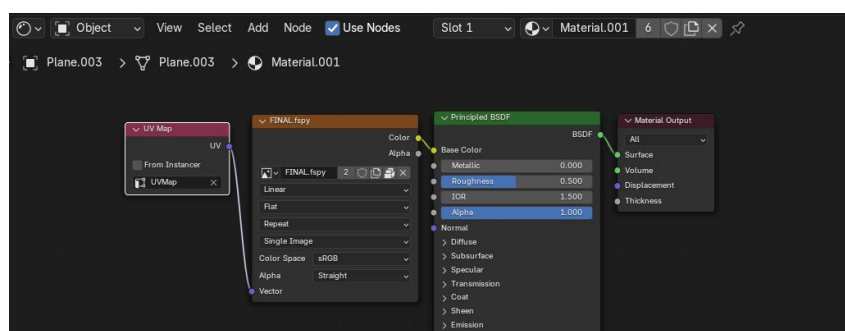 Object View Select Add Node Use Nodes Slot 1 Material.001 6
Plane.003 > Plane.003 > Material.001
UV Map
UV
From Instancer
UVMap
FINAL.fspy
Color
Alpha
FINAL.fspy 2
Linear
Flat
Repeat
Single Image
Color Space sRGB
Alpha Straight
Vector
Principled BSDF
BSDF
Base Color
Metallic 0.000
Roughness 0.500
IOR 1.500
Alpha 1.000
Normal
Diffuse
Subsurface
Specular
Transmission
Coat
Sheen
Emission
Material Output
All
Surface
Volume
Displacement
Thickness